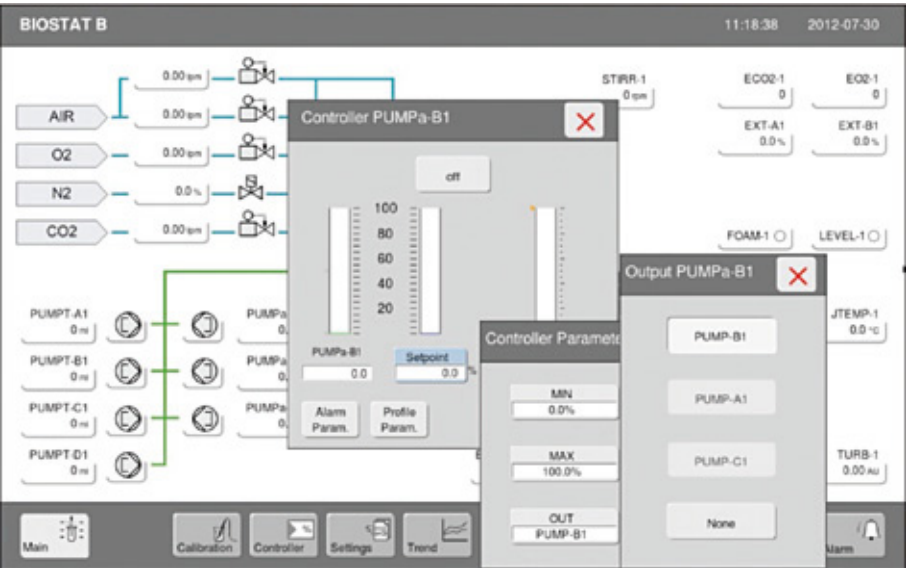 BIOSTAT B
11:18:38 2012-07-30
0.00 lpm
STIRR-1
0 rpm
ECO2-1
0
EO2-1
0
AIR
0.00 lpm
Controller PUMPa-B1
EXT-A1
0.0 %
EXT-B1
0.0 %
O2
0.00 lpm
off
N2
0.0 %
CO2
0.00 lpm
100
80
60
40
20
FOAM-1
LEVEL-1
Output PUMPa-B1
PUMPT-A1
0 ml
PUMPa
0.
JTEMP-1
0.0 °C
PUMP-B1
Controller Paramete
PUMPT-B1
0 ml
PUMPa
0.
PUMPa-B1
0.0
Setpoint
0.0 %
MIN
0.0%
PUMP-A1
PUMPT-C1
0 ml
PUMPa
0.
Alarm
Param.
Profile
Param.
PUMPT-D1
0 ml
MAX
100.0%
PUMP-C1
TURB-1
0.00 AU
OUT
PUMP-B1
None
Main
Calibration
Controller
%
Settings
Trend
Alarm